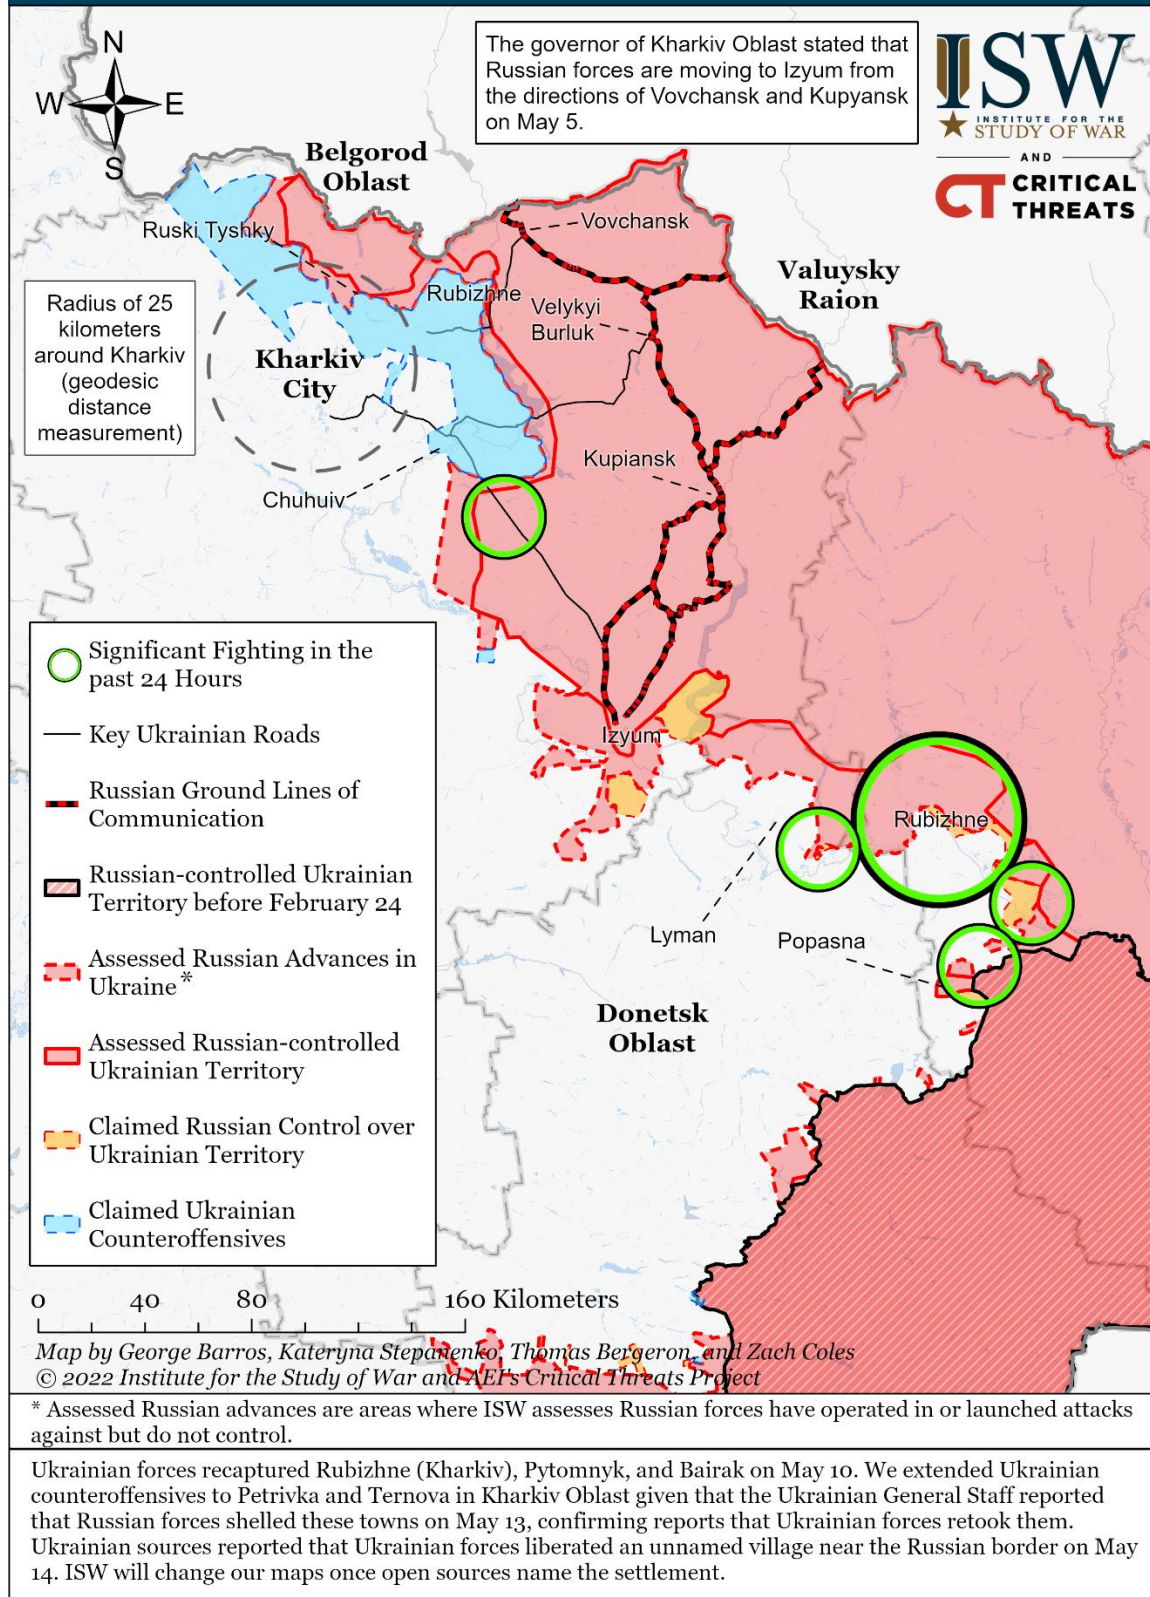 N
W
E
S
The governor of Kharkiv Oblast stated that
Russian forces are moving to Izyum from
the directions of Vovchansk and Kupyansk
on May 5.
ISW
INSTITUTE FOR THE
STUDY OF WAR
AND
CT CRITICAL
THREATS
Belgorod
Oblast
Ruski Tyshky
Vovchansk
Valuysky
Raion
Rubizhne
Velykyi
Burluk
Radius of 25
kilometers
around Kharkiv
(geodesic
distance
measurement)
Kharkiv
City
Kupiansk
Chuhuiv
Izyum
Rubizhne
Lyman
Popasna
Donetsk
Oblast
Significant Fighting in the
past 24 Hours
Key Ukrainian Roads
Russian Ground Lines of
Communication
Russian-controlled Ukrainian
Territory before February 24
Assessed Russian Advances in
Ukraine*
Assessed Russian-controlled
Ukrainian Territory
Claimed Russian Control over
Ukrainian Territory
Claimed Ukrainian
Counteroffensives
0 40 80 160 Kilometers
Map by George Barros, Kateryna Stepanenko, Thomas Bergeron, and Zach Coles
© 2022 Institute for the Study of War and AEI's Critical Threats Project
* Assessed Russian advances are areas where ISW assesses Russian forces have operated in or launched attacks
against but do not control.
Ukrainian forces recaptured Rubizhne (Kharkiv), Pytomnyk, and Bairak on May 10. We extended Ukrainian
counteroffensives to Petrivka and Ternova in Kharkiv Oblast given that the Ukrainian General Staff reported
that Russian forces shelled these towns on May 13, confirming reports that Ukrainian forces retook them.
Ukrainian sources reported that Ukrainian forces liberated an unnamed village near the Russian border on May
14. ISW will change our maps once open sources name the settlement.